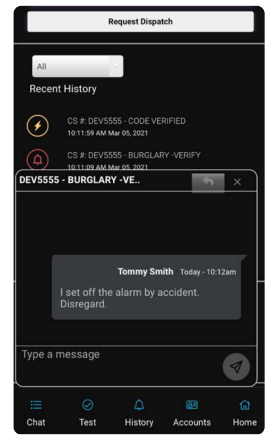 Request Dispatch
All
Recent History
CS #: DEV5555 - CODE VERIFIED
10:11:59 AM Mar 05, 2021
CS #: DEV5555 - BURGLARY -VERIFY
10:11:59 AM Mar 05, 2021
DEV5555 - BURGLARY -VE..
Tommy Smith Today - 10:12am
I set off the alarm by accident.
Disregard.
Type a message
Chat Test History Accounts Home